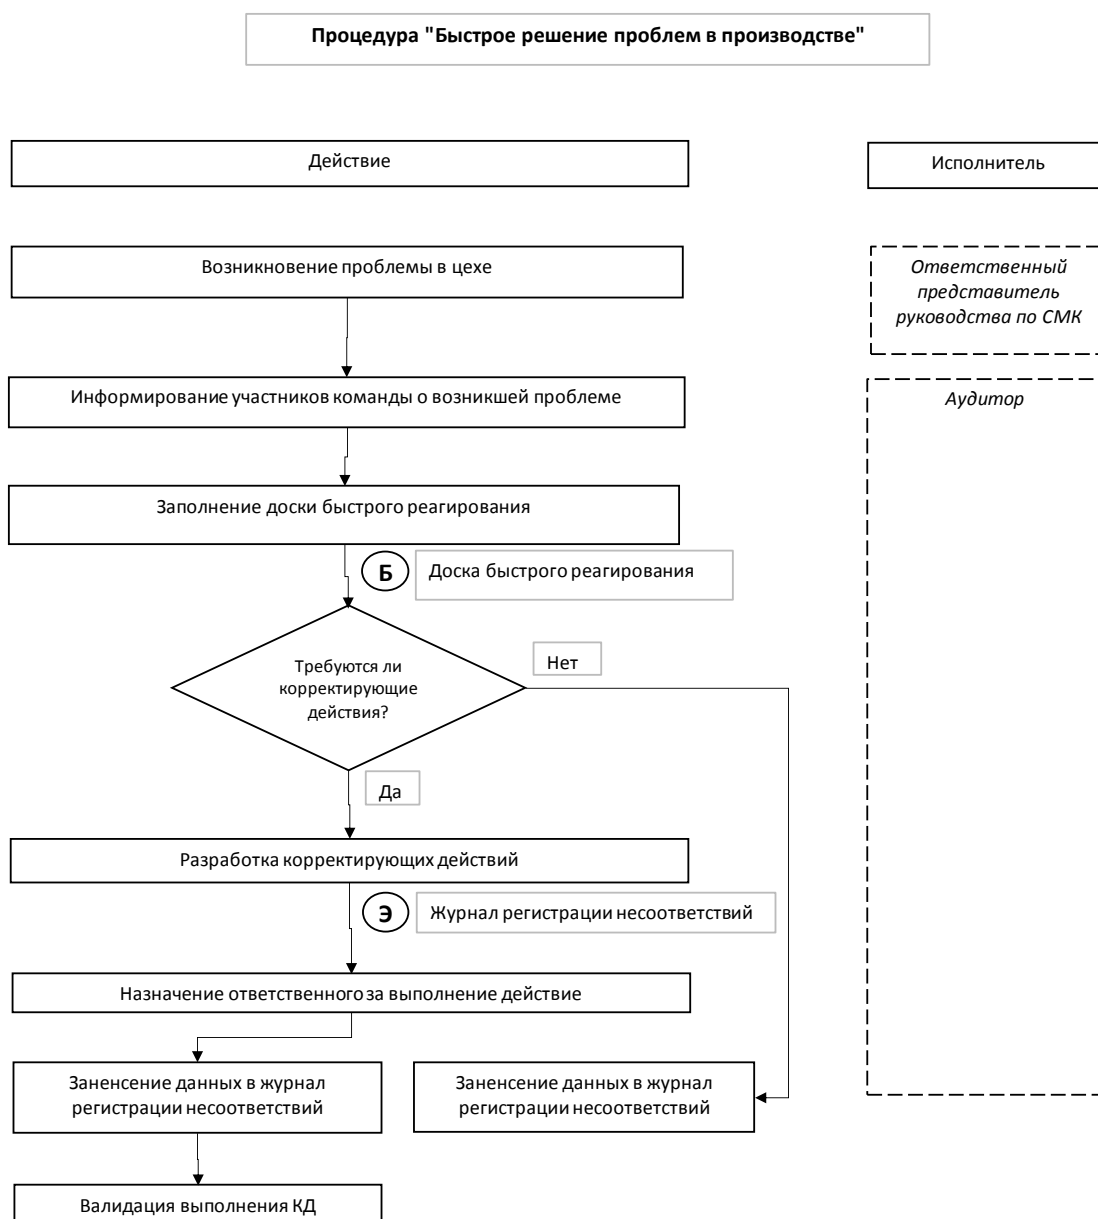 Процедура "Быстрое решение проблем в производстве"
Действие
Исполнитель
Возникновение проблемы в цехе
Ответственный
представитель
руководства по СМК
Информирование участников команды о возникшей проблеме
Аудитор
Заполнение доски быстрого реагирования
Б
Доска быстрого реагирования
Требуются ли
корректирующие
действия?
Нет
Да
Разработка корректирующих действий
Э
Журнал регистрации несоответствий
Назначение ответственного за выполнение действие
Заненсение данных в журнал
регистрации несоответствий
Заненсение данных в журнал
регистрации несоответствий
Валидация выполнения КД